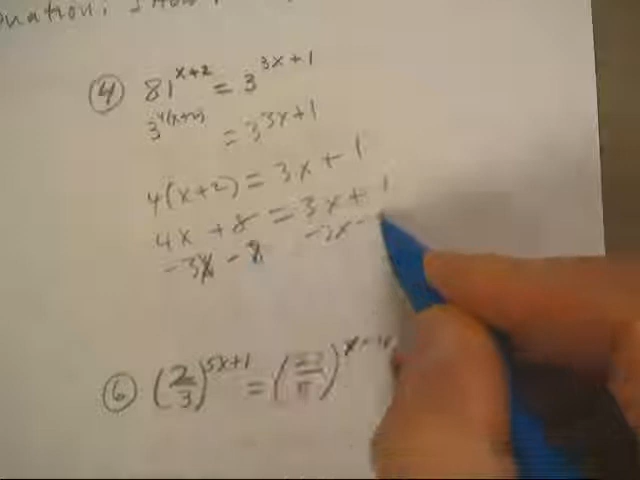 ④ 81^(x+2) = 3^(3x+1)
3^(4(x+2)) = 3^(3x+1)
4(x+2) = 3x + 1
4x + 8 = 3x + 1
-3x - 8 -3x -
⑥ (2/3)^(5x+1) =